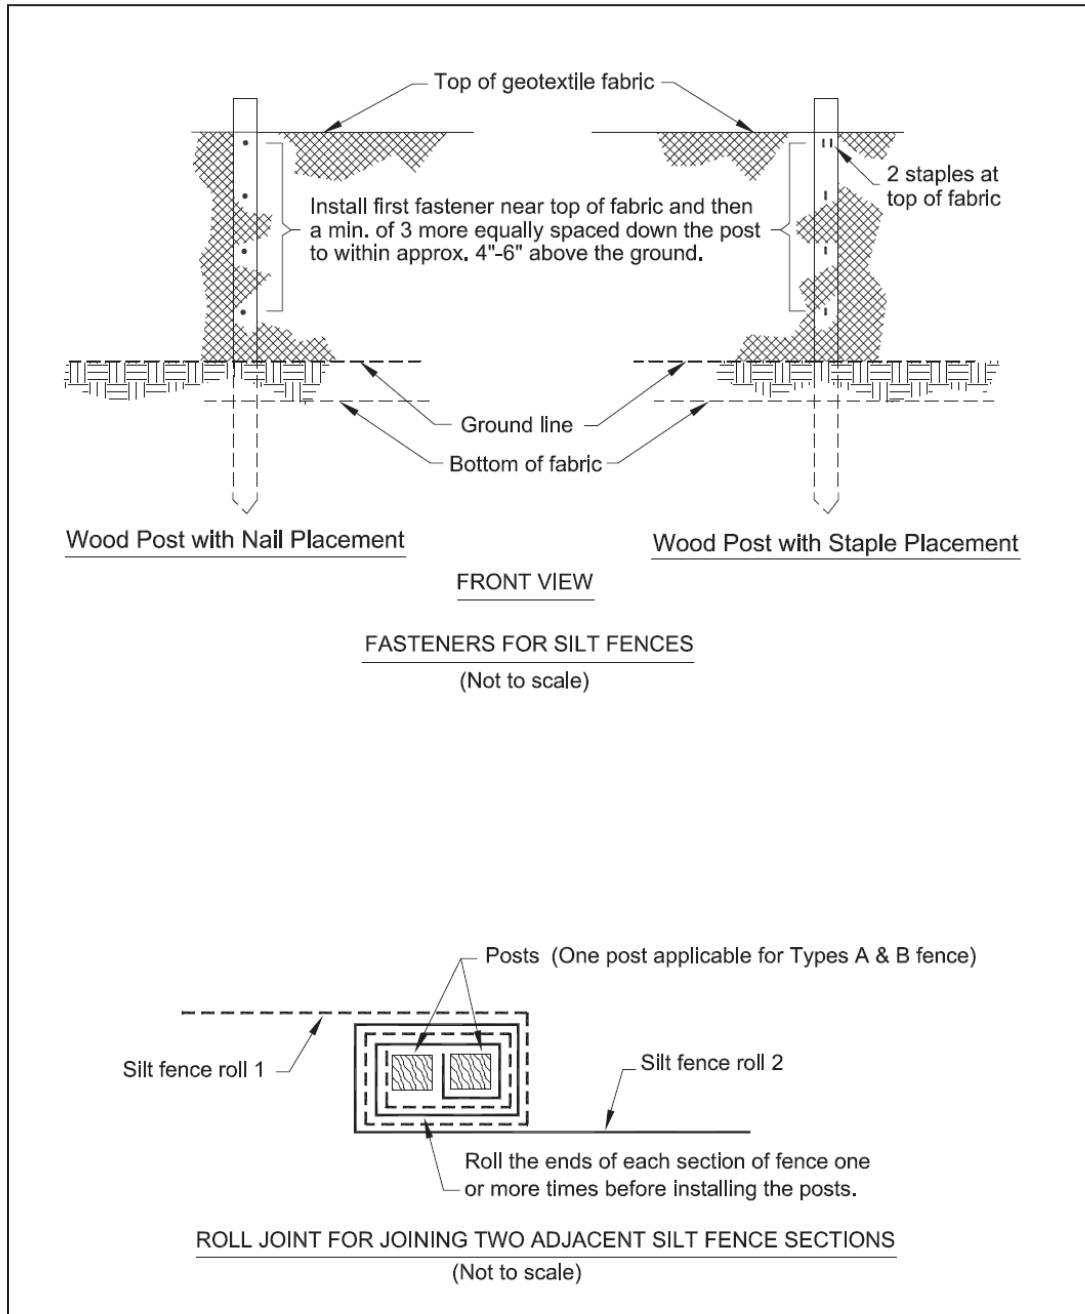 Top of geotextile fabric
2 staples at
top of fabric
Install first fastener near top of fabric and then
a min. of 3 more equally spaced down the post
to within approx. 4"-6" above the ground.
Ground line
Bottom of fabric
Wood Post with Nail Placement
Wood Post with Staple Placement
FRONT VIEW
FASTENERS FOR SILT FENCES
(Not to scale)
Posts (One post applicable for Types A & B fence)
Silt fence roll 1
Silt fence roll 2
Roll the ends of each section of fence one
or more times before installing the posts.
ROLL JOINT FOR JOINING TWO ADJACENT SILT FENCE SECTIONS
(Not to scale)